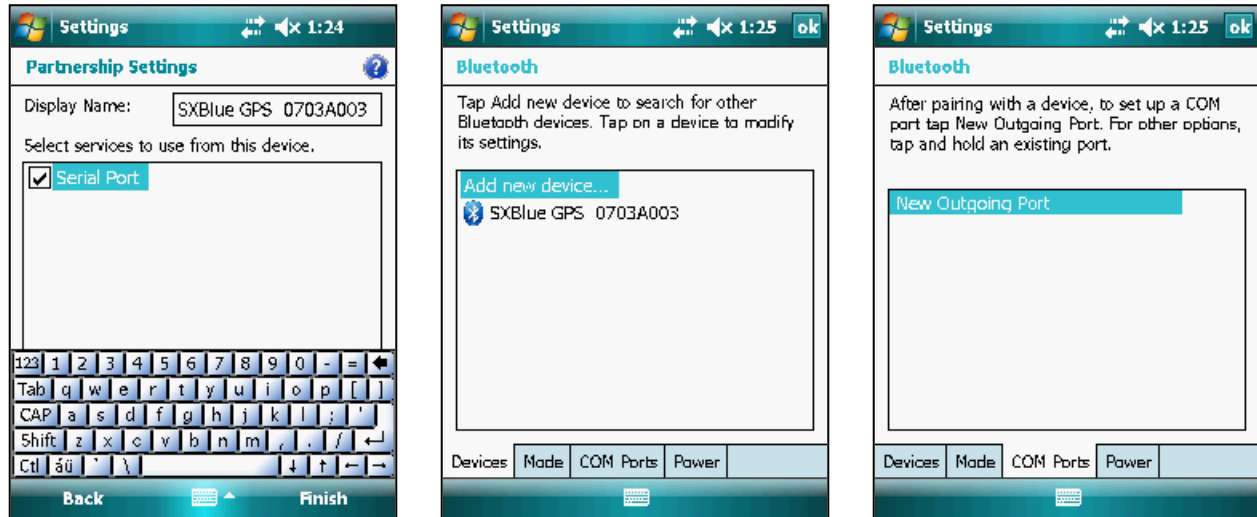 Settings 1:24
Partnership Settings ?
Display Name: SXBlue GPS 0703A003
Select services to use from this device.
Serial Port
123 1 2 3 4 5 6 7 8 9 0 - =
Tab q w e r t y u i o p [ ]
CAP a s d f g h j k l ; '
Shift z x c v b n m , . /
Ctl áü ` \
Back Finish
Settings 1:25 ok
Bluetooth
Tap Add new device to search for other
Bluetooth devices. Tap on a device to modify
its settings.
Add new device...
SXBlue GPS 0703A003
Devices Mode COM Ports Power
Settings 1:25 ok
Bluetooth
After pairing with a device, to set up a COM
port tap New Outgoing Port. For other options,
tap and hold an existing port.
New Outgoing Port
Devices Mode COM Ports Power